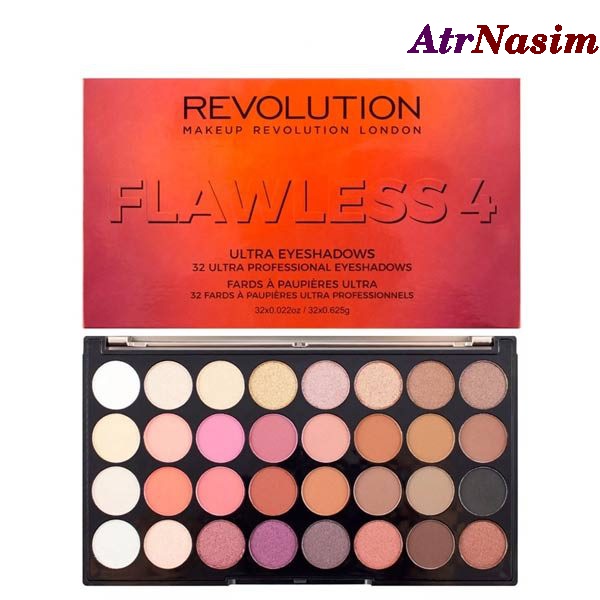 AtrNasim
REVOLUTION
MAKEUP REVOLUTION LONDON
FLAWLESS 4
ULTRA EYESHADOWS
32 ULTRA PROFESSIONAL EYESHADOWS
FARDS À PAUPIÈRES ULTRA
32 FARDS À PAUPIÈRES ULTRA PROFESSIONNELS
32x0.022oz / 32x0.625g